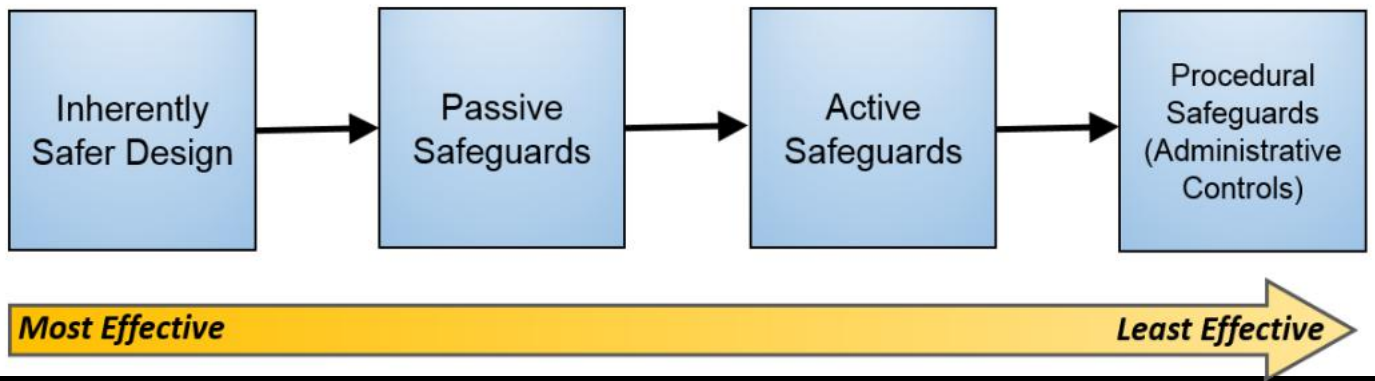 Inherently
Safer Design
Passive
Safeguards
Active
Safeguards
Procedural
Safeguards
(Administrative
Controls)
Most Effective
Least Effective